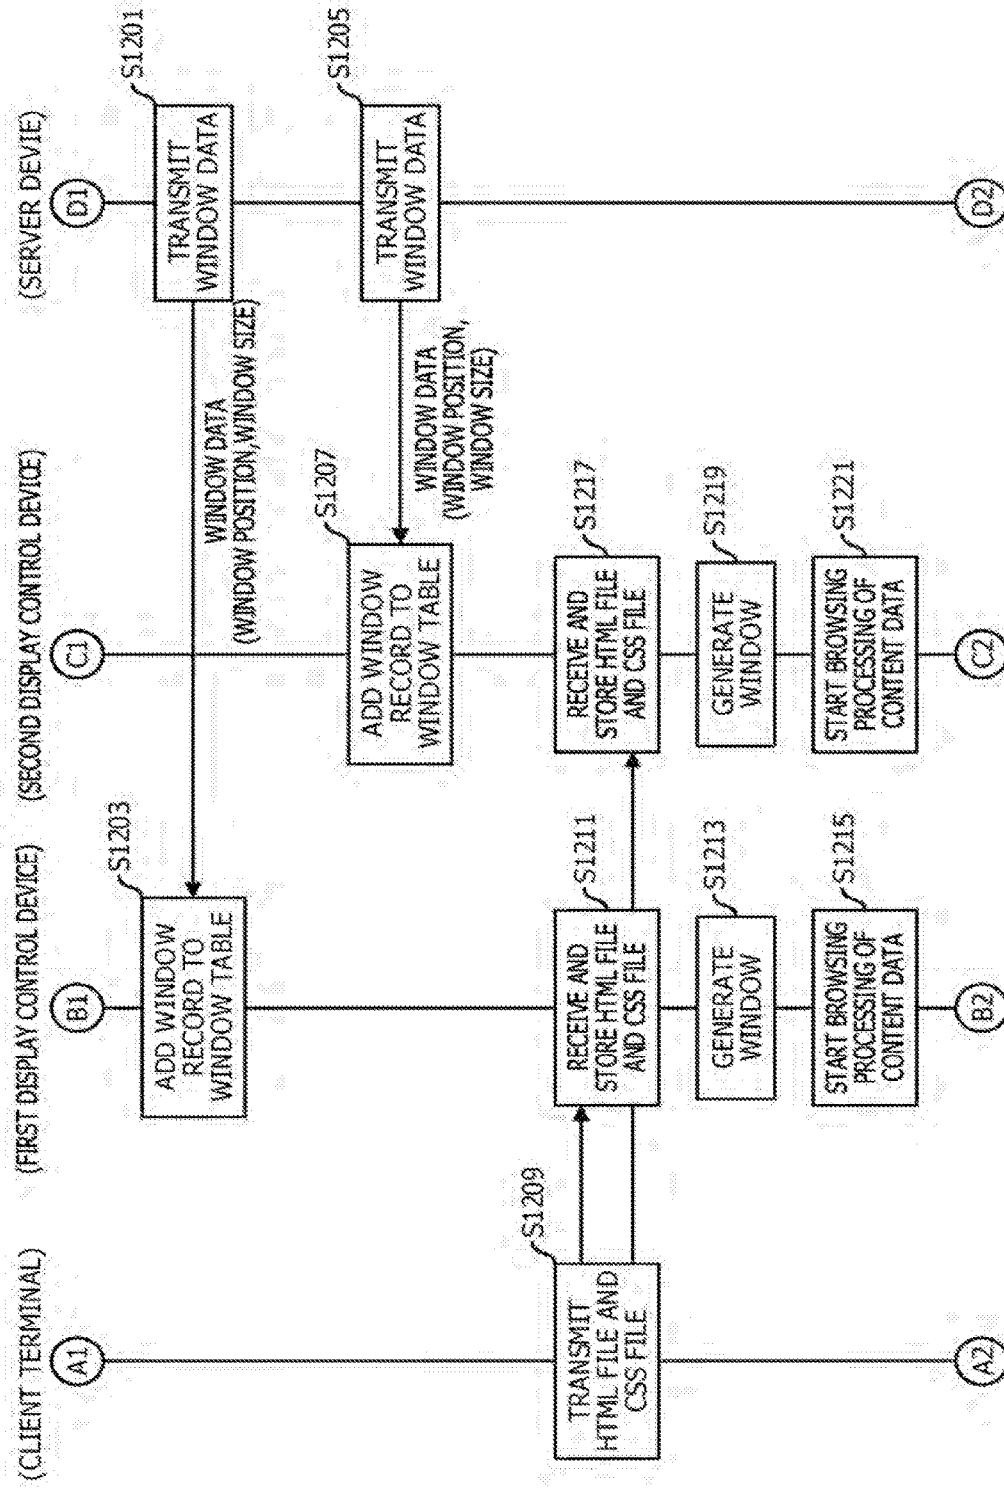 (CLIENT TERMINAL)
(FIRST DISPLAY CONTROL DEVICE)
(SECOND DISPLAY CONTROL DEVICE)
(SERVER DEVIE)
A1
B1
C1
D1
S1201
TRANSMIT
WINDOW DATA
WINDOW DATA
(WINDOW POSITION,WINDOW SIZE)
S1203
ADD WINDOW
RECORD TO
WINDOW TABLE
S1205
TRANSMIT
WINDOW DATA
WINDOW DATA
(WINDOW POSITION,
WINDOW SIZE)
S1207
ADD WINDOW
RECORD TO
WINDOW TABLE
S1209
TRANSMIT
HTML FILE AND
CSS FILE
S1211
RECEIVE AND
STORE HTML FILE
AND CSS FILE
S1217
RECEIVE AND
STORE HTML FILE
AND CSS FILE
S1213
GENERATE
WINDOW
S1219
GENERATE
WINDOW
S1215
START BROWSING
PROCESSING OF
CONTENT DATA
S1221
START BROWSING
PROCESSING OF
CONTENT DATA
A2
B2
C2
D2